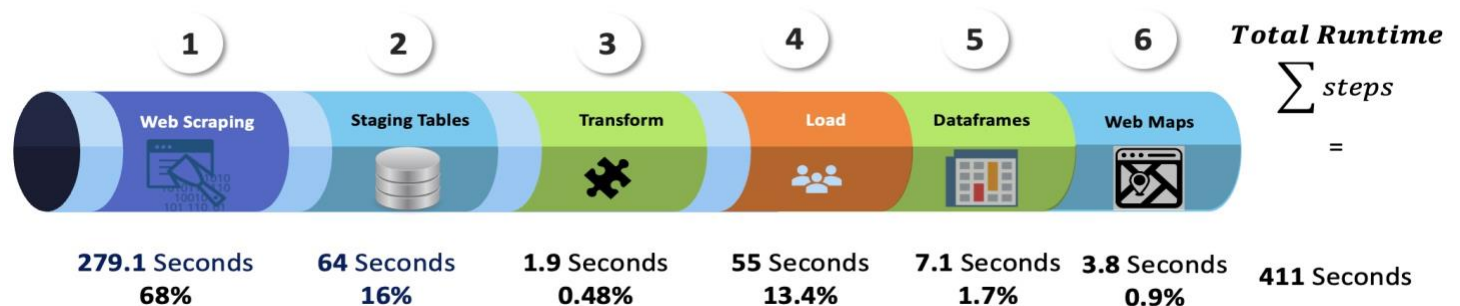 1 2 3 4 5 6 Total Runtime
∑ steps
Web Scraping Staging Tables Transform Load Dataframes Web Maps
=
279.1 Seconds 64 Seconds 1.9 Seconds 55 Seconds 7.1 Seconds 3.8 Seconds 411 Seconds
68% 16% 0.48% 13.4% 1.7% 0.9%